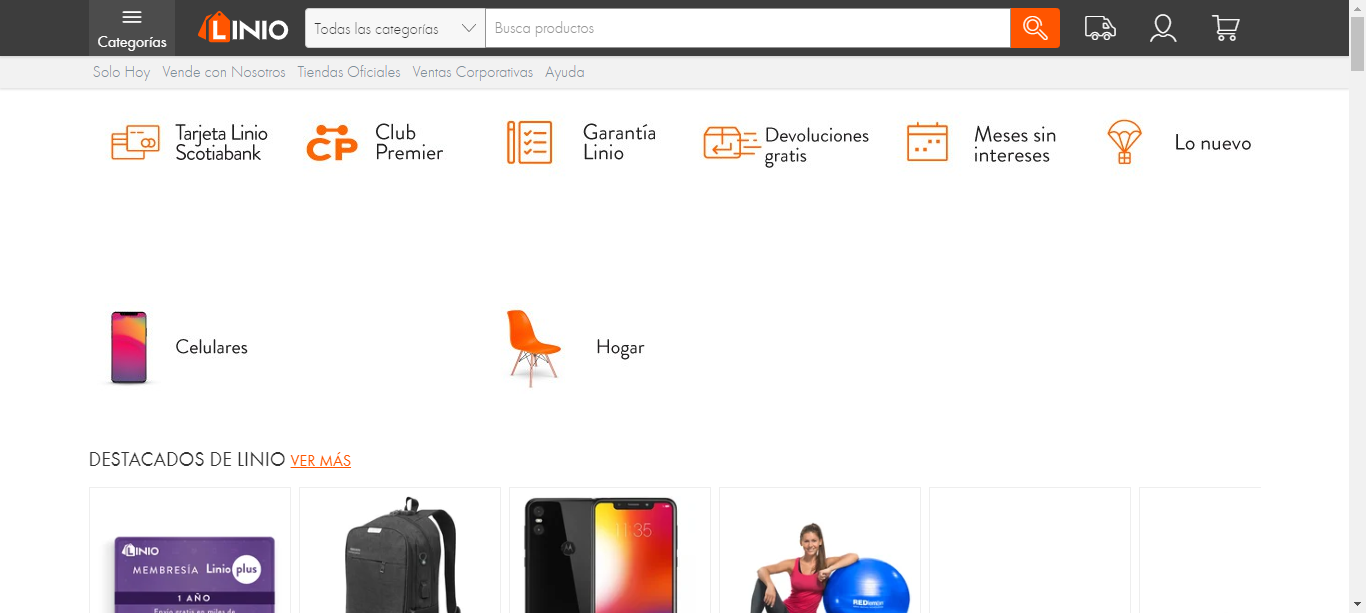 Categorías
LINIO
Todas las categorías
Busca productos
Solo Hoy
Vende con Nosotros
Tiendas Oficiales
Ventas Corporativas
Ayuda
Tarjeta Linio
Scotiabank
CP
Club
Premier
Garantía
Linio
Devoluciones
gratis
Meses sin
intereses
Lo nuevo
Celulares
Hogar
DESTACADOS DE LINIO VER MÁS
LINIO
MEMBRESÍA Linio plus
1 AÑO
Envío gratis en miles de
11:35
REDlemon